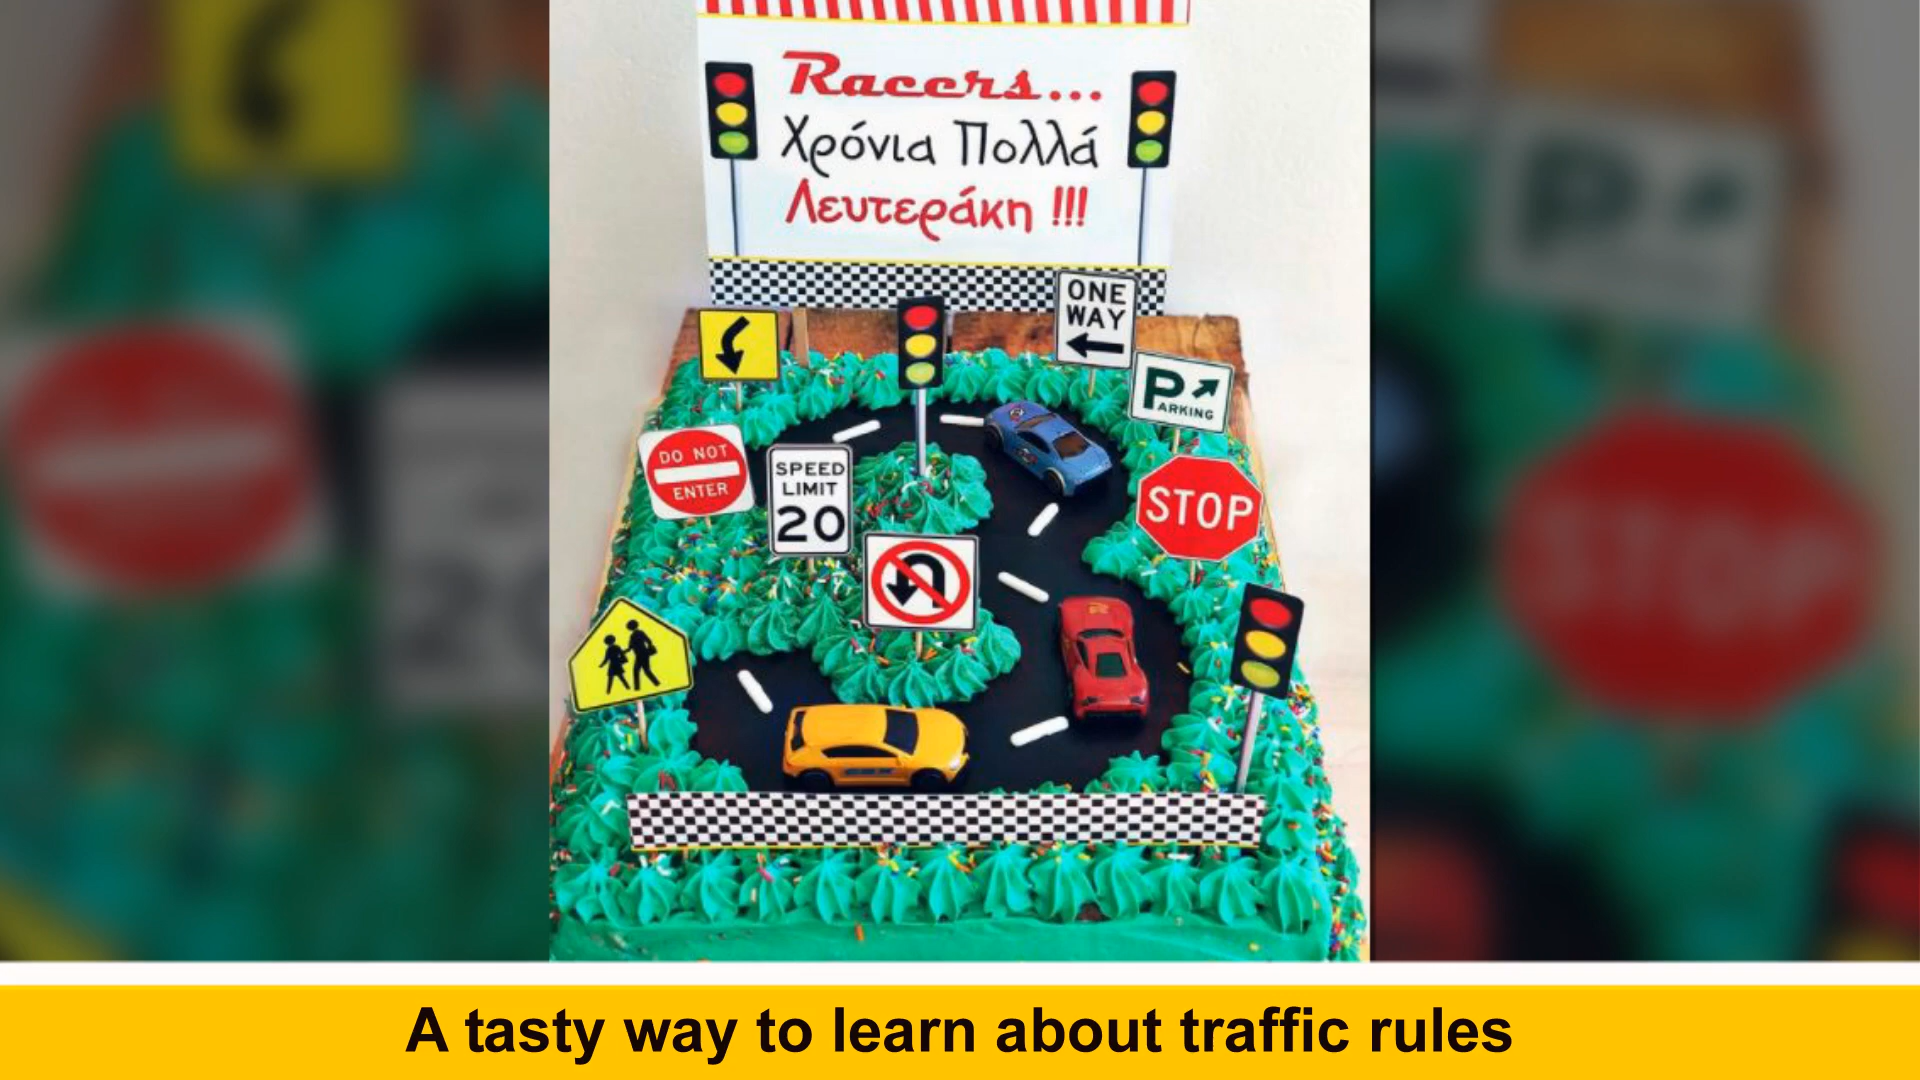 Racers...
Χρόνια Πολλά
Λευτεράκη !!!
ONE
WAY
P
ARKING
DO NOT
ENTER
SPEED
LIMIT
20
STOP
A tasty way to learn about traffic rules